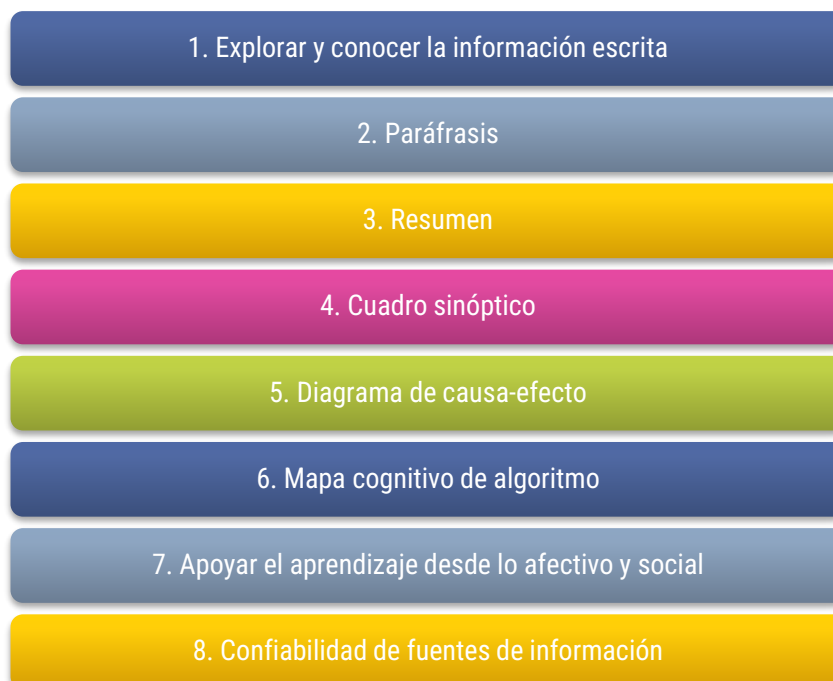 1. Explorar y conocer la información escrita
2. Paráfrasis
3. Resumen
4. Cuadro sinóptico
5. Diagrama de causa-efecto
6. Mapa cognitivo de algoritmo
7. Apoyar el aprendizaje desde lo afectivo y social
8. Confiabilidad de fuentes de información